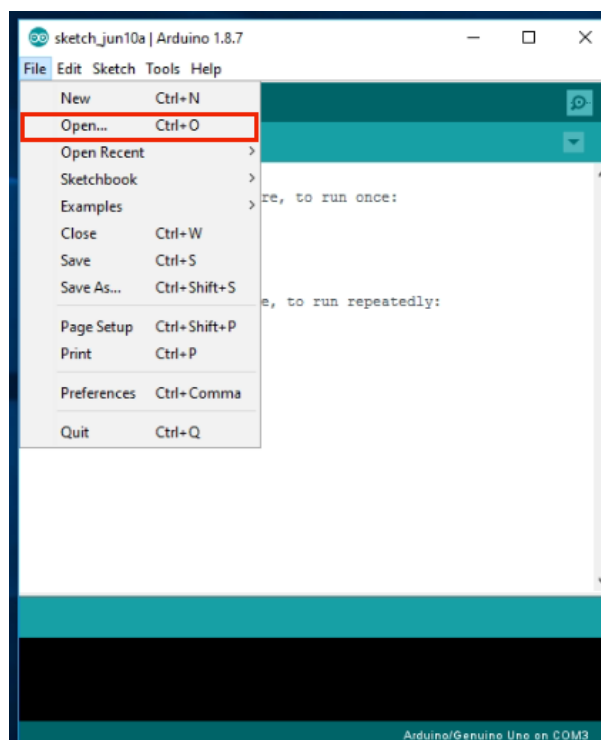 sketch_jun10a | Arduino 1.8.7
File Edit Sketch Tools Help
New Ctrl+N
Open... Ctrl+O
Open Recent >
Sketchbook >
Examples >
re, to run once:
Close Ctrl+W
Save Ctrl+S
Save As... Ctrl+Shift+S
e, to run repeatedly:
Page Setup Ctrl+Shift+P
Print Ctrl+P
Preferences Ctrl+Comma
Quit Ctrl+Q
Arduino/Genuino Uno on COM3